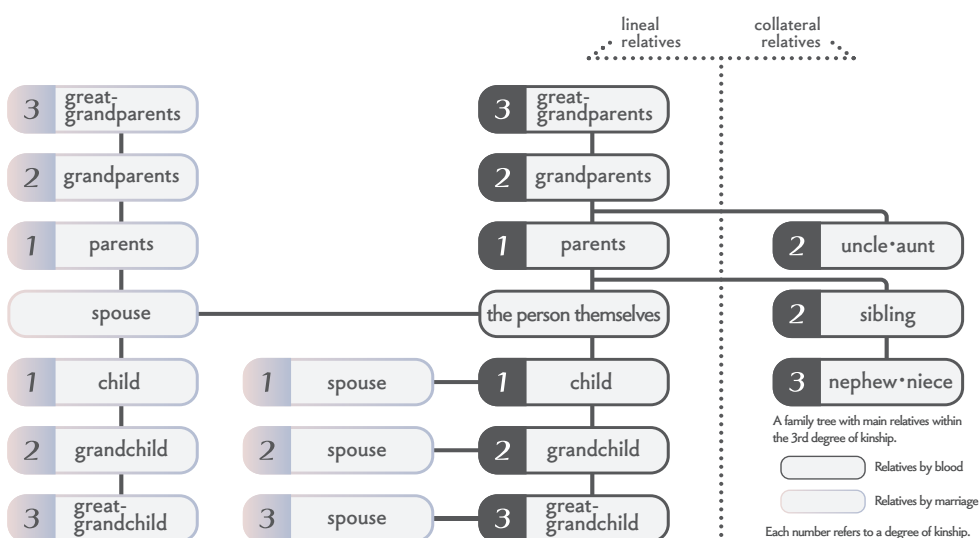 lineal
relatives
collateral
relatives
3 great-
grandparents
3 great-
grandparents
2 grandparents
2 grandparents
1 parents
1 parents
2 uncle・aunt
spouse
the person themselves
2 sibling
1 child
1 spouse
1 child
3 nephew・niece
A family tree with main relatives within
the 3rd degree of kinship.
2 grandchild
2 spouse
2 grandchild
Relatives by blood
Relatives by marriage
3 great-
grandchild
3 spouse
3 great-
grandchild
Each number refers to a degree of kinship.